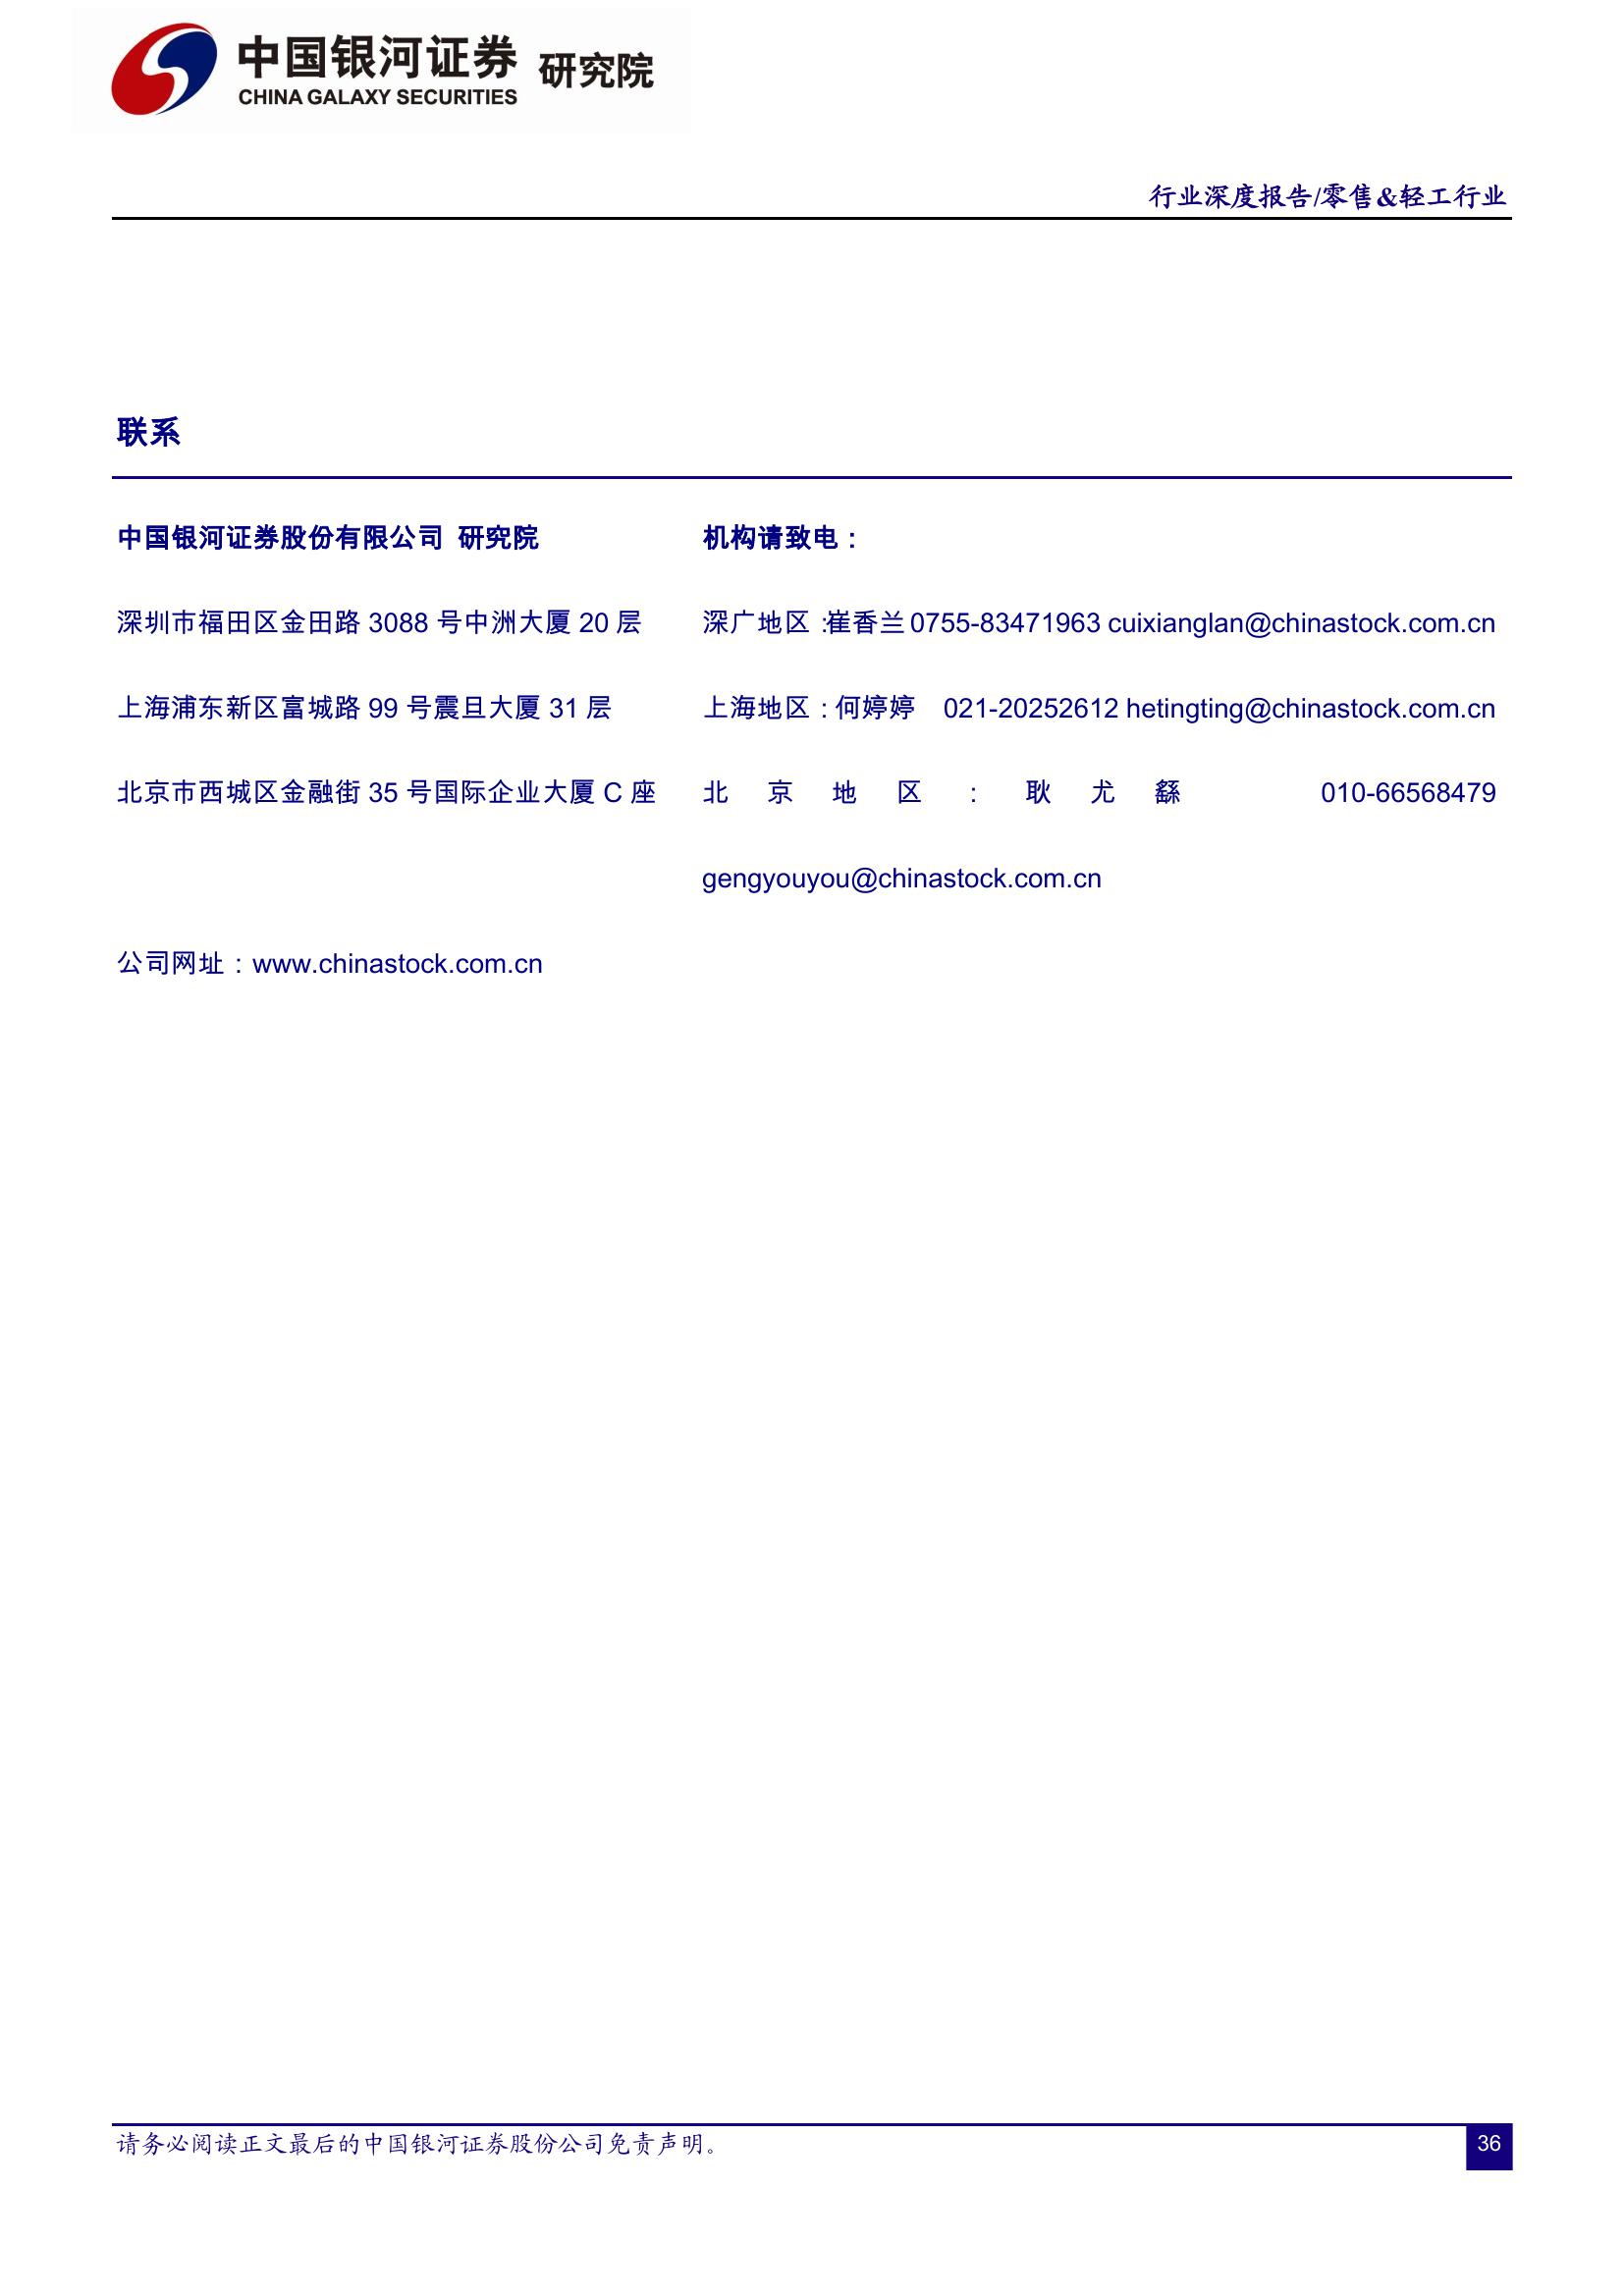 中国银河证券 研究院
CHINA GALAXY SECURITIES
行业深度报告/零售&轻工行业
联系
中国银河证券股份有限公司 研究院
机构请致电：
深圳市福田区金田路 3088 号中洲大厦 20 层
深广地区：崔香兰 0755-83471963 cuixianglan@chinastock.com.cn
上海浦东新区富城路 99 号震旦大厦 31 层
上海地区：何婷婷 021-20252612 hetingting@chinastock.com.cn
北京市西城区金融街 35 号国际企业大厦 C 座
北京地区：耿尤繇 010-66568479
gengyouyou@chinastock.com.cn
公司网址：www.chinastock.com.cn
请务必阅读正文最后的中国银河证券股份公司免责声明。
36